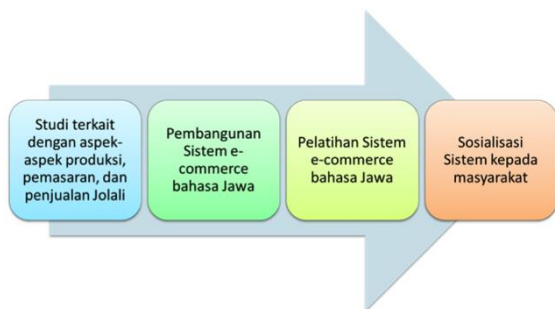 Studi terkait
dengan aspek-
aspek produksi,
pemasaran, dan
penjualan Jolali
Pembangunan
Sistem e-
commerce
bahasa Jawa
Pelatihan Sistem
e-commerce
bahasa Jawa
Sosialisasi
Sistem kepada
masyarakat